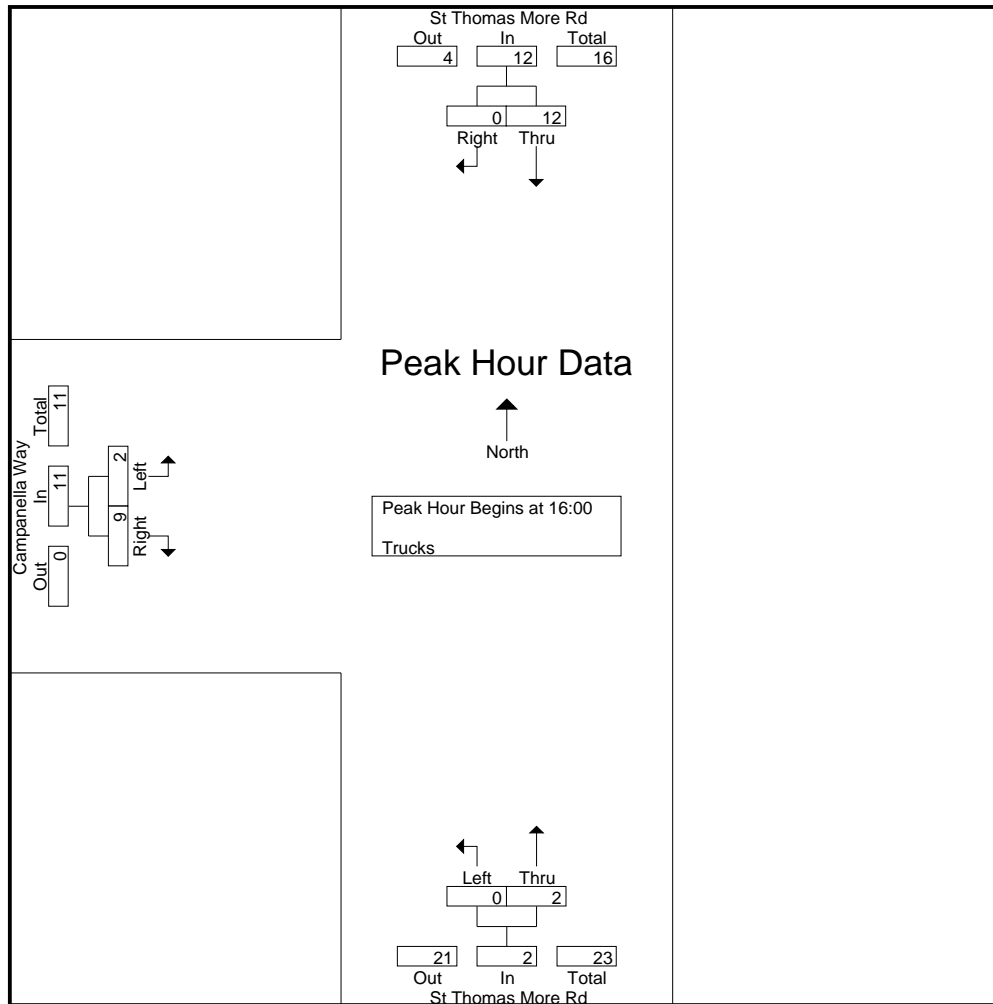 St Thomas More Rd
Out In Total
4 12 16
0 12
Right Thru
Peak Hour Data
North
Peak Hour Begins at 16:00
Trucks
Campanella Way
Out In Total
0 11 11
9 2
Right Left
Left Thru
0 2
21 2 23
Out In Total
St Thomas More Rd